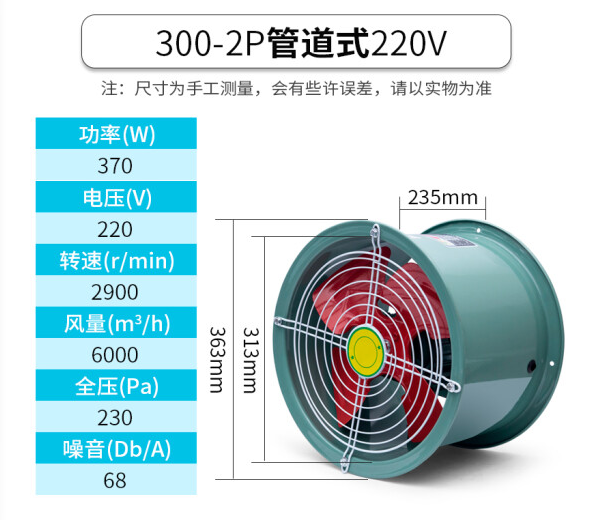 300-2P管道式220V
注：尺寸为手工测量，会有些许误差，请以实物为准
功率(W)
370
电压(V)
220
转速(r/min)
2900
风量(m³/h)
6000
全压(Pa)
230
噪音(Db/A)
68
235mm
363mm
313mm